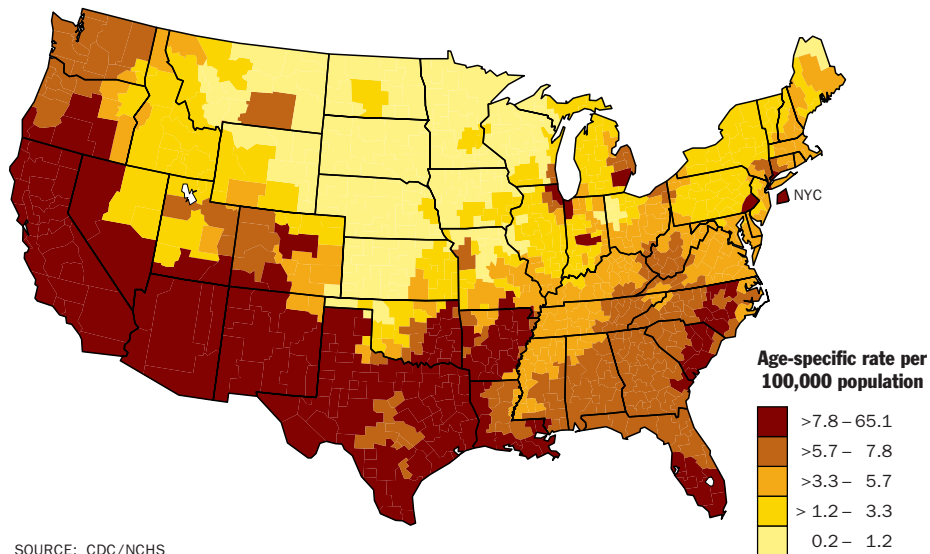 NYC
Age-specific rate per
100,000 population
>7.8 – 65.1
>5.7 – 7.8
>3.3 – 5.7
> 1.2 – 3.3
0.2 – 1.2
SOURCE: CDC/NCHS